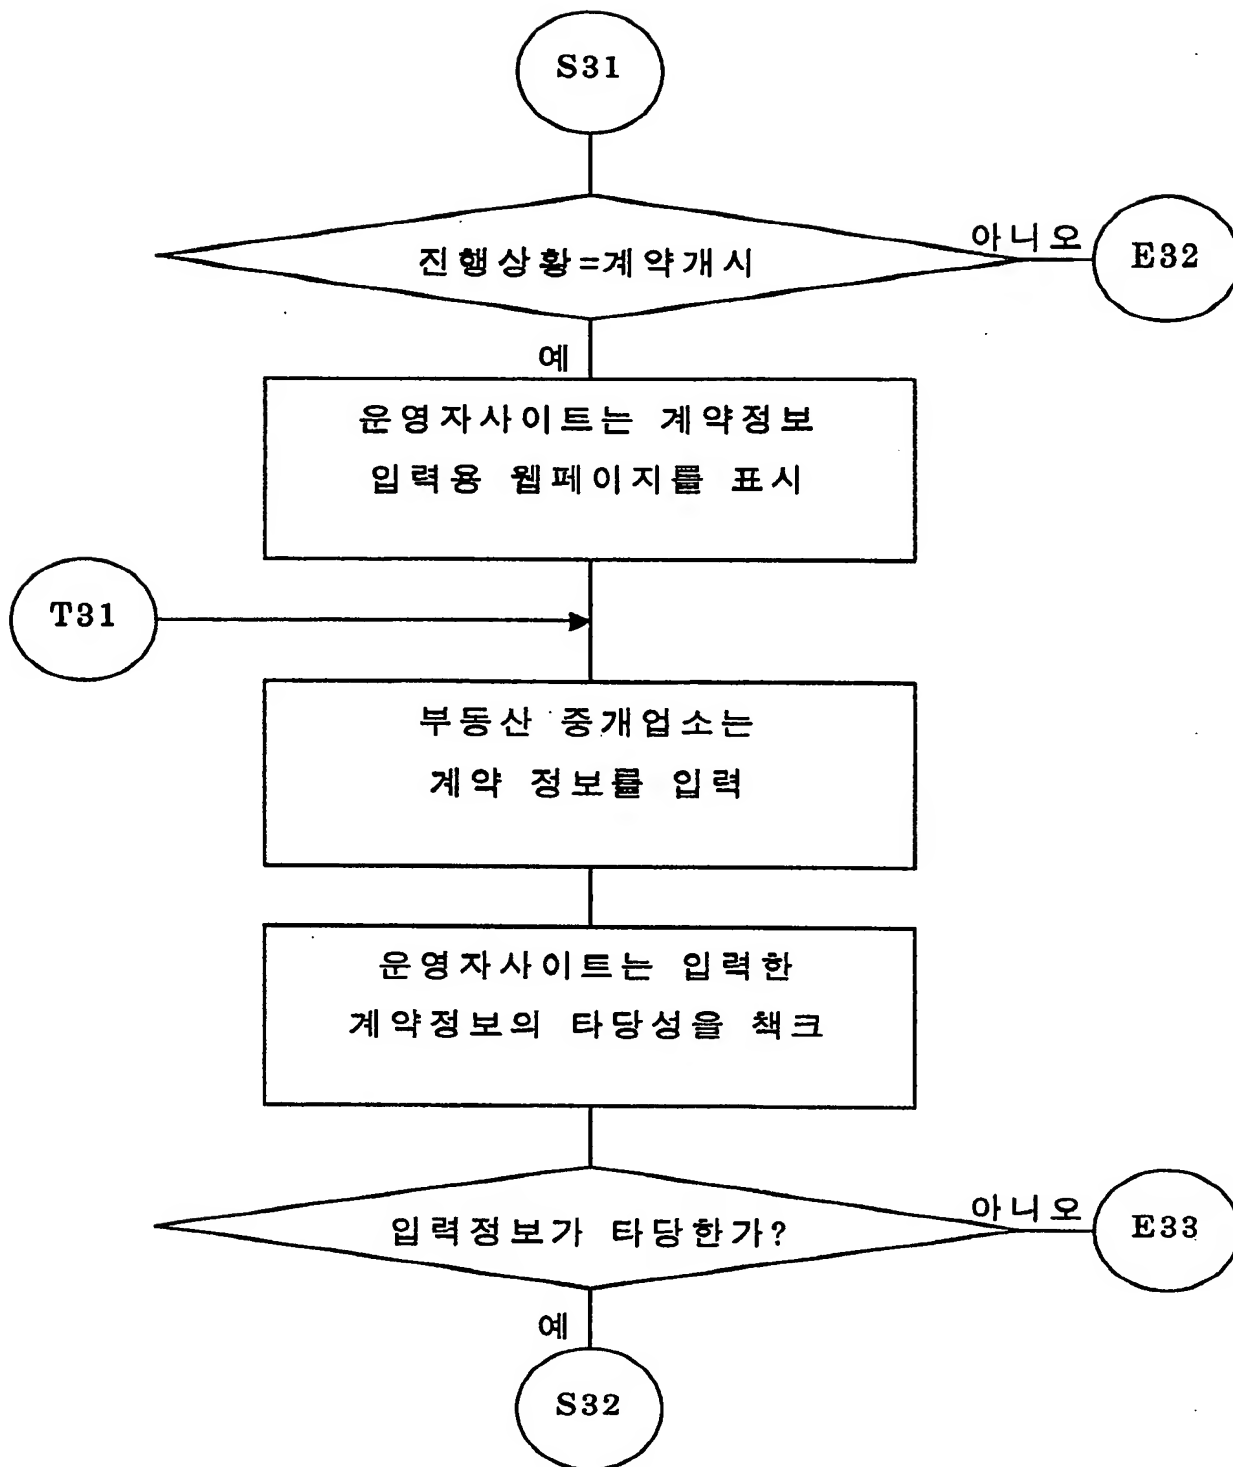 S31
진행상황=계약개시
아니오
E32
예
운영자사이트는 계약정보
입력용 웹페이지를 표시
T31
부동산 중개업소는
계약 정보를 입력
운영자사이트는 입력한
계약정보의 타당성을 책크
입력정보가 타당한가?
아니오
E33
예
S32